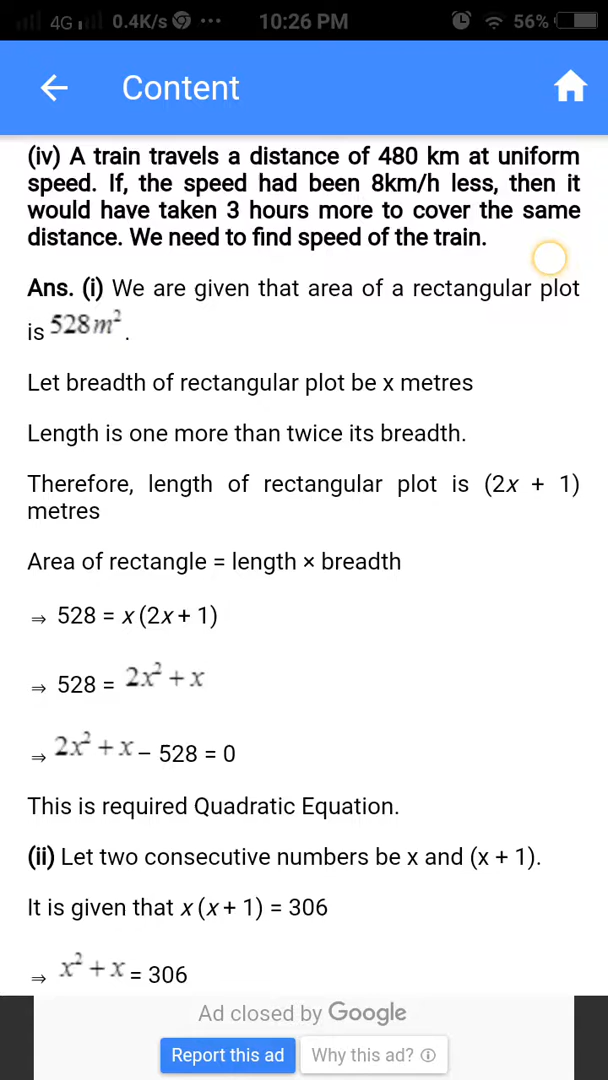 4G 0.4K/s ... 10:26 PM 56%
Content
(iv) A train travels a distance of 480 km at uniform
speed. If, the speed had been 8km/h less, then it
would have taken 3 hours more to cover the same
distance. We need to find speed of the train.
Ans. (i) We are given that area of a rectangular plot
is 528m².
Let breadth of rectangular plot be x metres
Length is one more than twice its breadth.
Therefore, length of rectangular plot is (2x + 1)
metres
Area of rectangle = length × breadth
⇒ 528 = x (2x + 1)
⇒ 528 = 2x² + x
⇒ 2x² + x – 528 = 0
This is required Quadratic Equation.
(ii) Let two consecutive numbers be x and (x + 1).
It is given that x (x + 1) = 306
⇒ x² + x = 306
Ad closed by Google
Report this ad Why this ad?